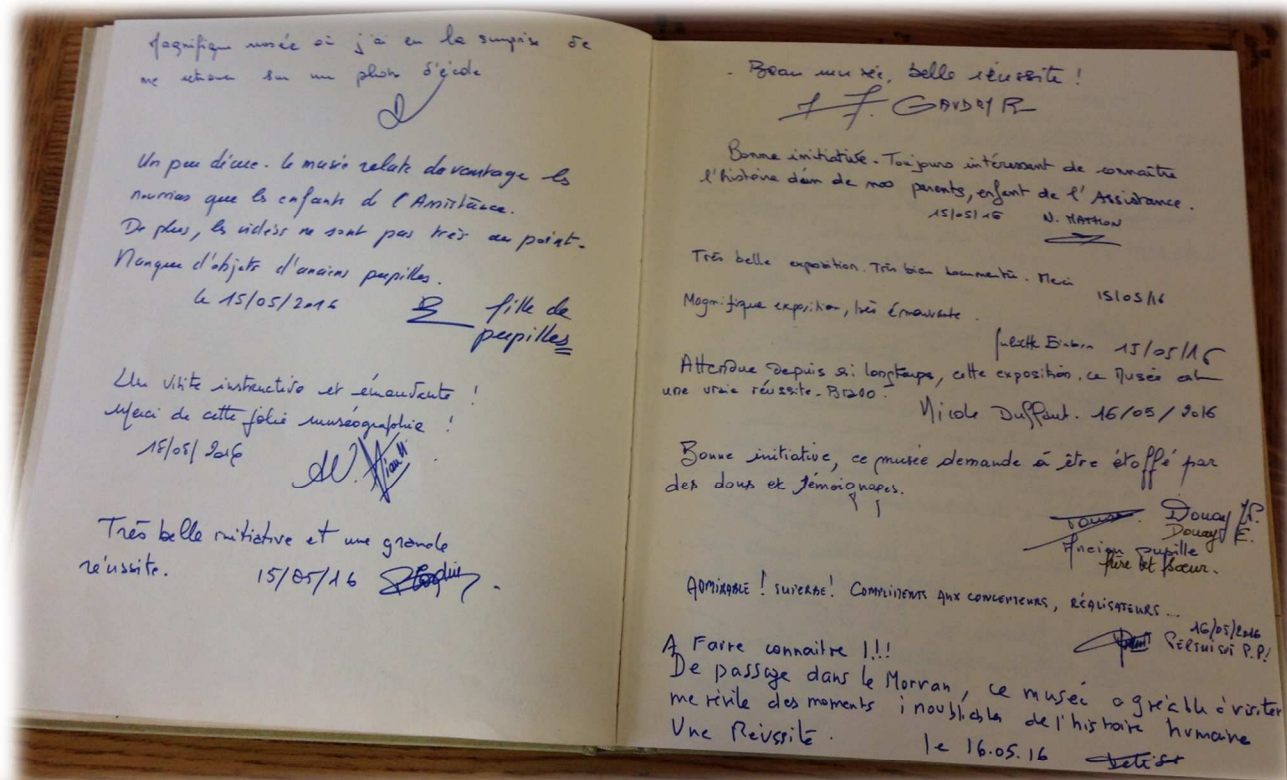 Magnifique musée où j'ai eu la surprise de
me retrouver sur un photo d'école
Un peu déçue. le musée relate davantage les
nourrices que les enfants de l'Assistance.
De plus, les vidéos ne sont pas très au point.
Manque d'objets d'anciens pupilles.
le 15/05/2016
fille de
pupilles
Une visite instructive et émouvante !
Merci de cette folie muséographie !
15/05/2016
Très belle initiative et une grande
réussite. 15/05/16
. Beau musée, belle réussite !
Bonne initiative. Toujours intéressant de connaître
l'histoire de nos parents, enfant de l'Assistance.
15/05/16 N. MATHON
Très belle exposition. Très bien documentée. Merci
15/05/16
Magnifique exposition, très émouvante.
Juliette 15/05/16
Attendue depuis si longtemps, cette exposition, ce Musée est
une vraie réussite. BRAVO.
Nicole Duffaut. 16/05/2016
Bonne initiative, ce musée demande à être étoffé par
des dons et témoignages.
Douay J.P.
Douay E.
Ancien pupille
frère et soeur.
ADMIRABLE ! SUPERBE ! COMPLIMENTS AUX CONCEPTEURS, RÉALISATEURS ...
16/05/2016
P.P.
A Faire connaitre !!!
De passage dans le Morvan, ce musée agréable à visiter
me révile des moments inoubliables de l'histoire humaine
Une Réussite.
le 16.05.16